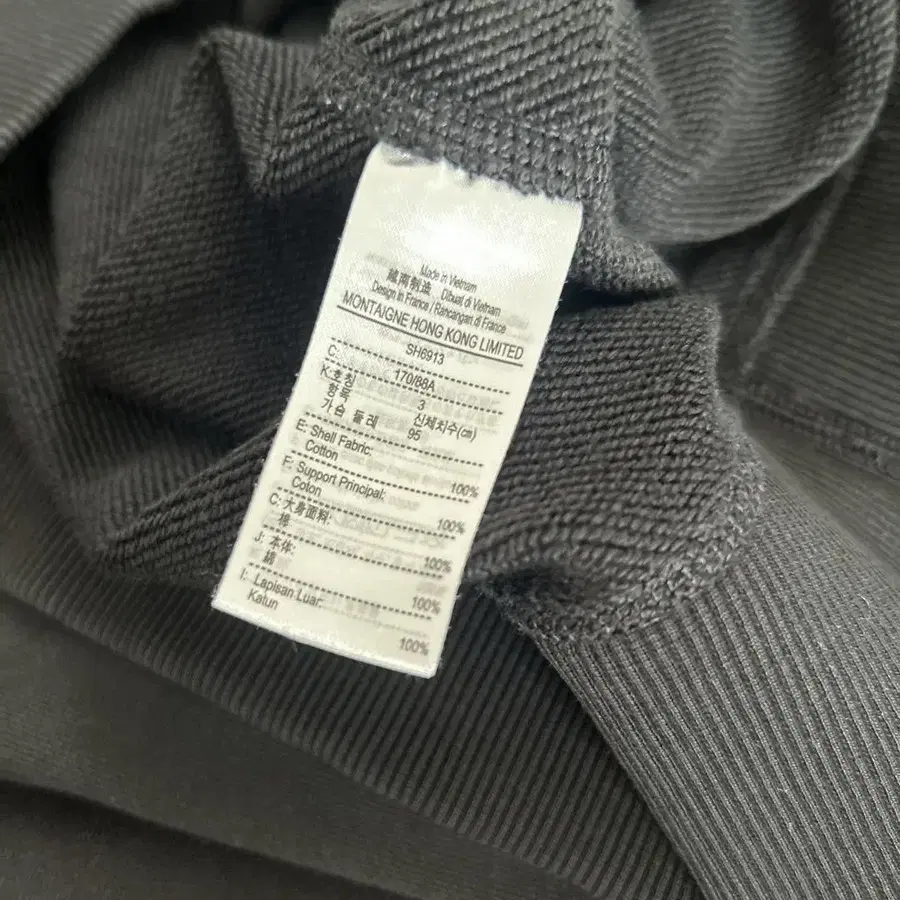 Made in Vietnam
越南制造 Dibuat di Vietnam
Design in France / Rancangan di France
MONTAIGNE HONG KONG LIMITED
SH6913
C: 170/88A
K:호칭 3
항목 신체치수(㎝)
가슴 둘레 95
E: Shell Fabric:
Cotton 100%
F: Support Principal:
Coton 100%
C: 大身面料:
棉 100%
J: 本体:
綿 100%
I: Lapisan Luar:
Katun 100%